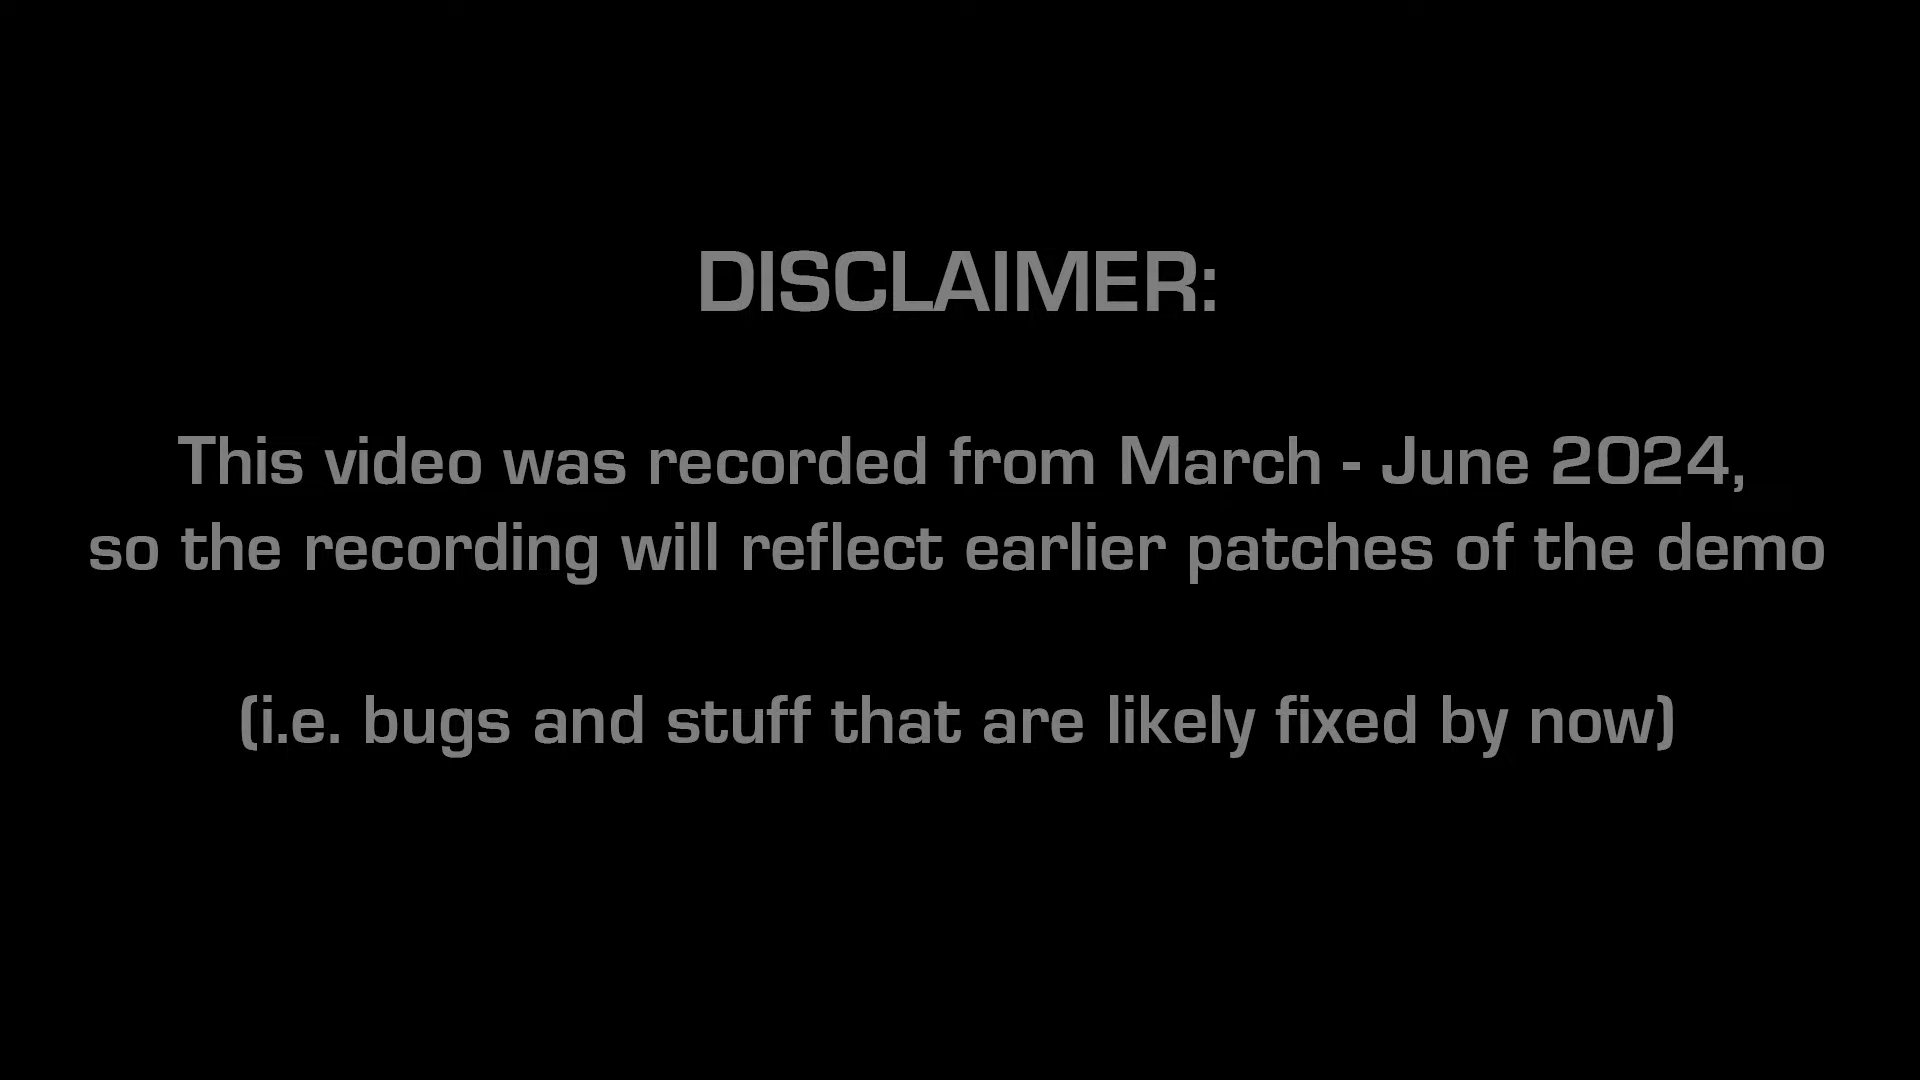 DISCLAIMER:
This video was recorded from March - June 2024,
so the recording will reflect earlier patches of the demo
(i.e. bugs and stuff that are likely fixed by now)